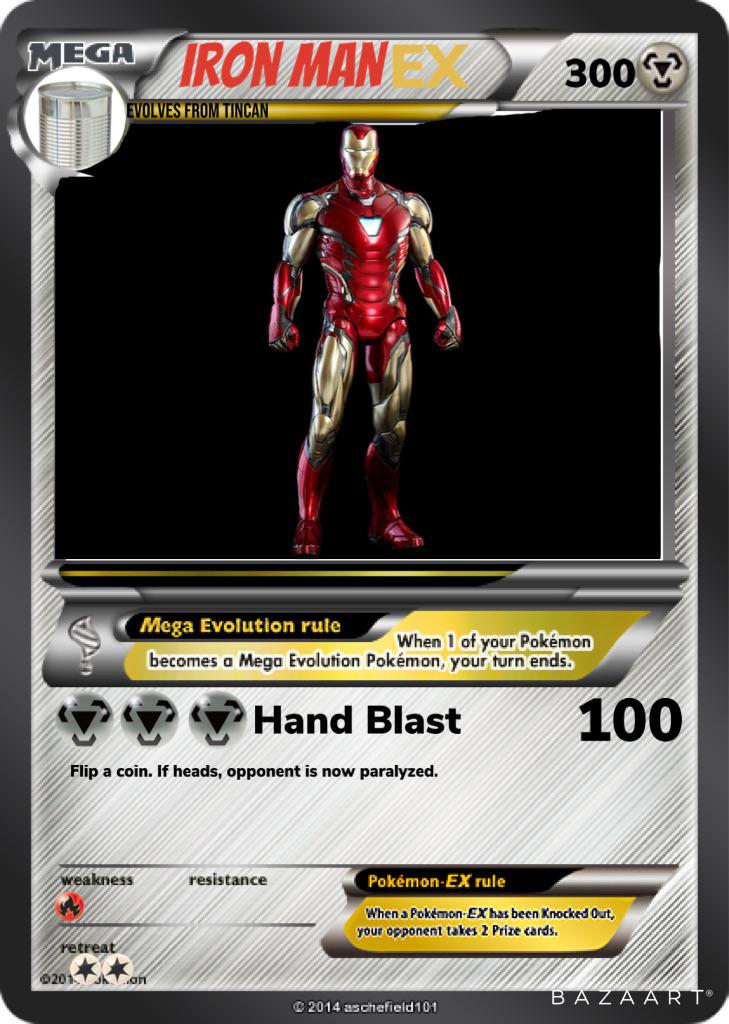 MEGA
IRON MAN EX
300
EVOLVES FROM TINCAN
Mega Evolution rule
When 1 of your Pokémon
becomes a Mega Evolution Pokémon, your turn ends.
Hand Blast
100
Flip a coin. If heads, opponent is now paralyzed.
weakness
resistance
Pokémon-EX rule
When a Pokémon-EX has been Knocked Out,
your opponent takes 2 Prize cards.
retreat
© 2014 aschefield101
BAZAART®